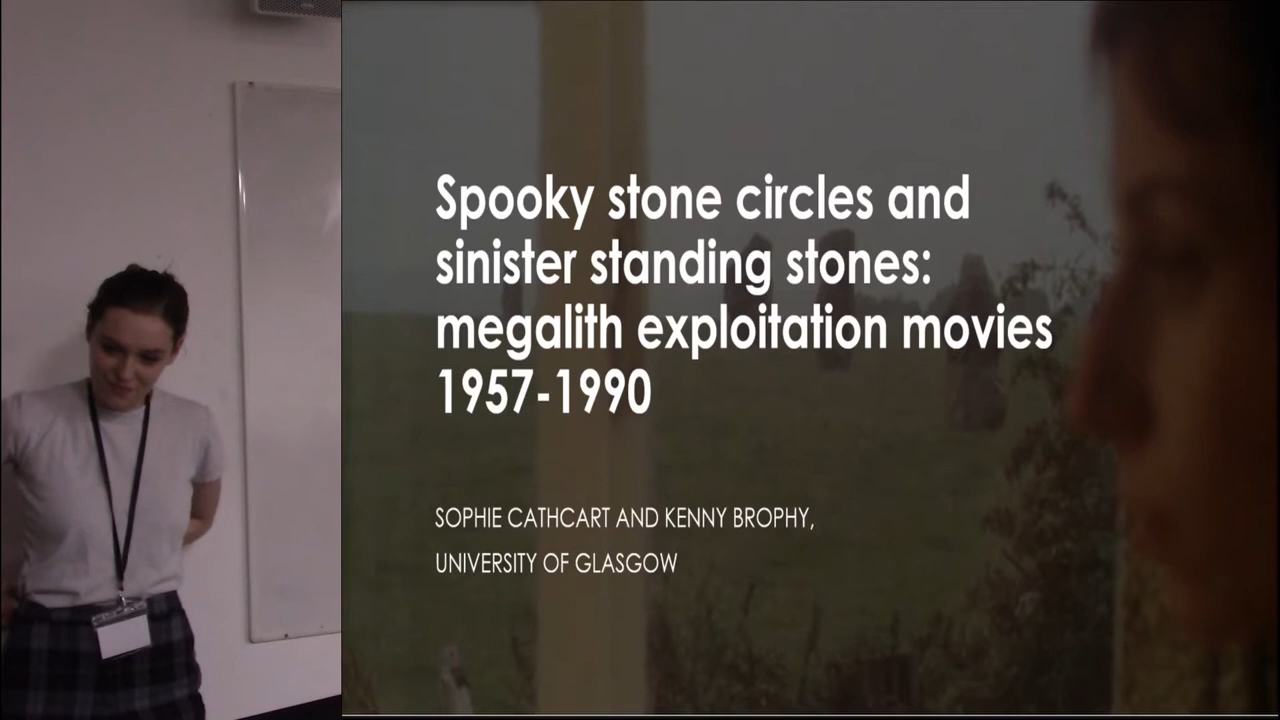 Spooky stone circles and
sinister standing stones:
megalith exploitation movies
1957-1990
SOPHIE CATHCART AND KENNY BROPHY,
UNIVERSITY OF GLASGOW